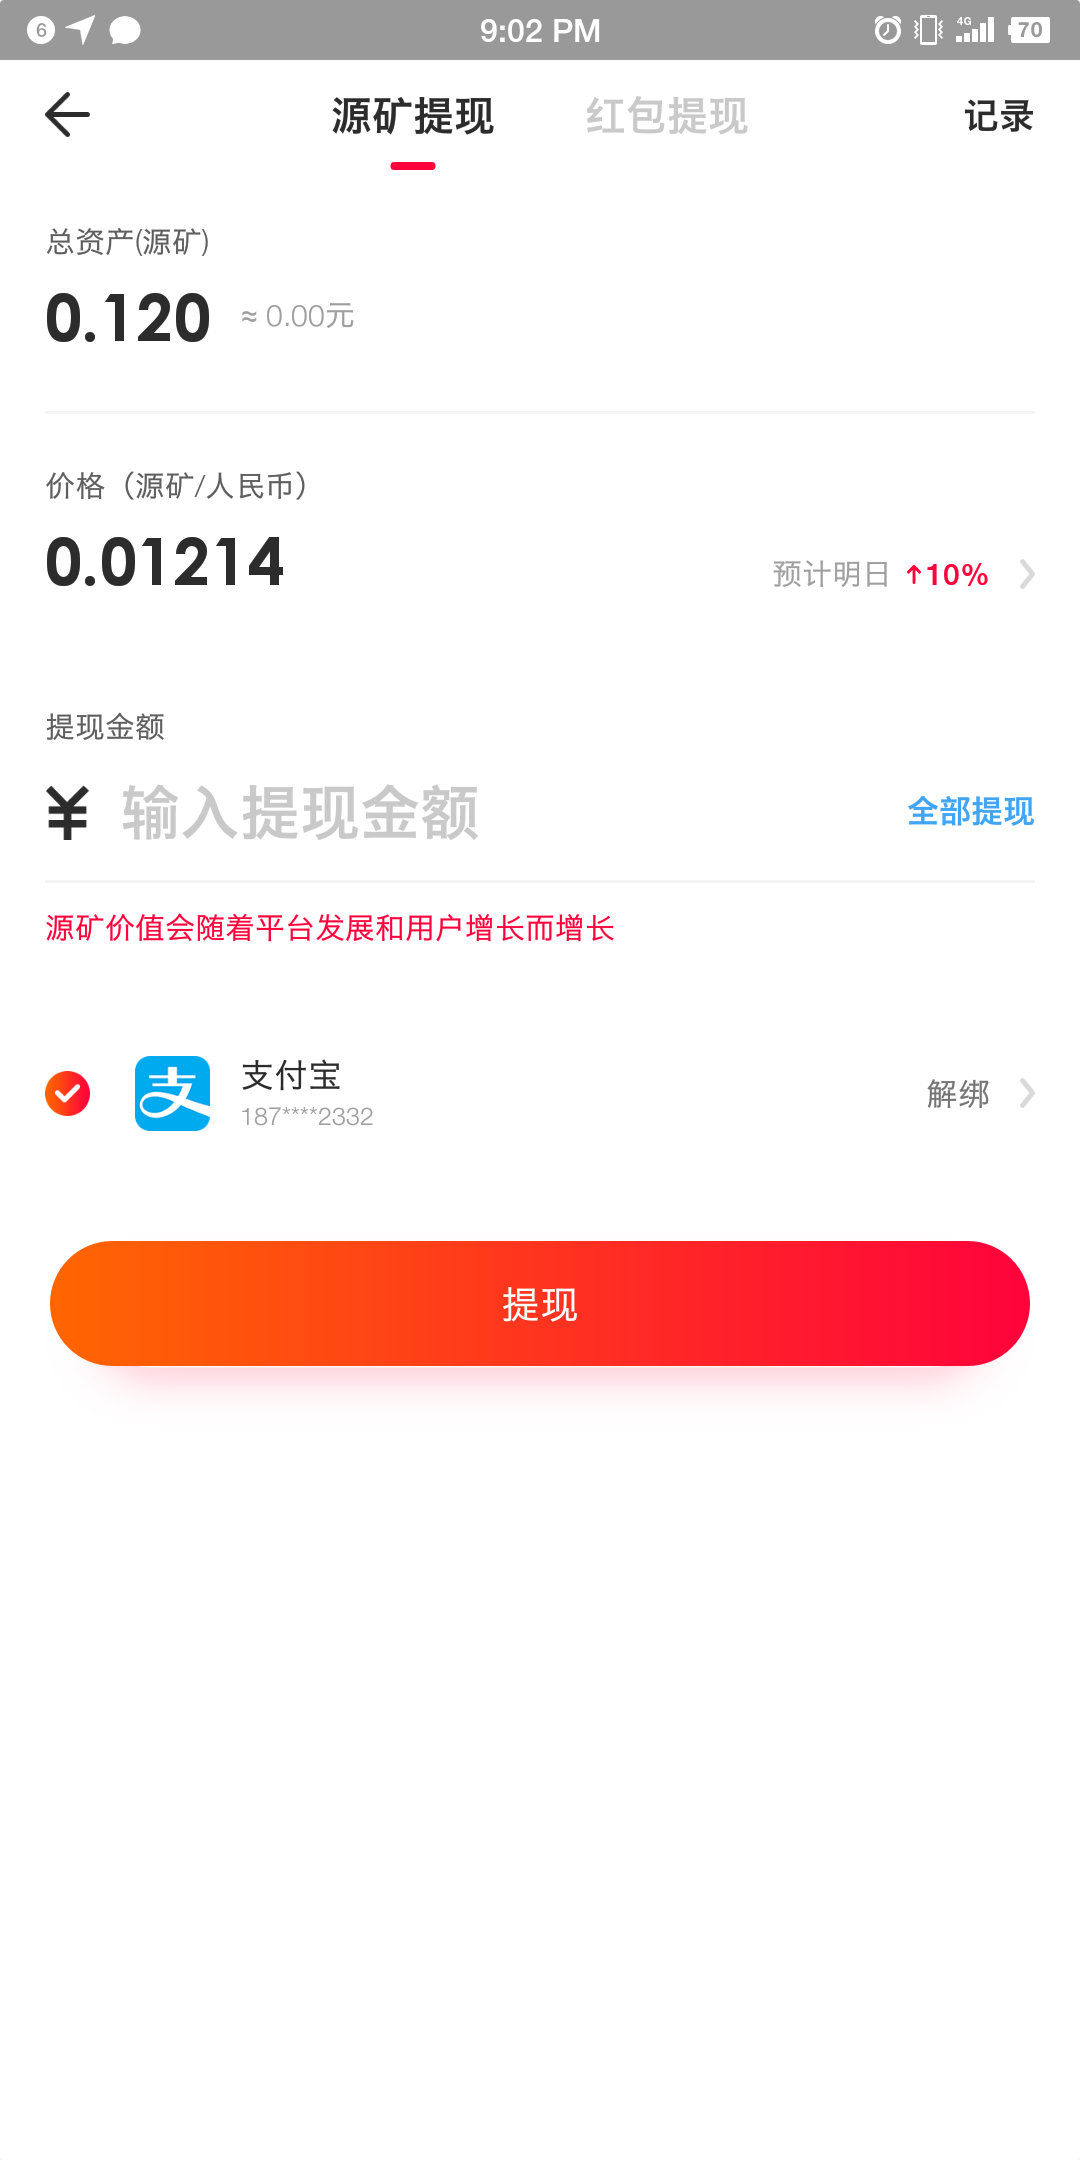 6
9:02 PM
4G
70
源矿提现
红包提现
记录
总资产(源矿)
0.120 ≈ 0.00元
价格（源矿/人民币）
0.01214
预计明日 ↑10%
提现金额
¥ 输入提现金额
全部提现
源矿价值会随着平台发展和用户增长而增长
支
支付宝
187****2332
解绑
提现